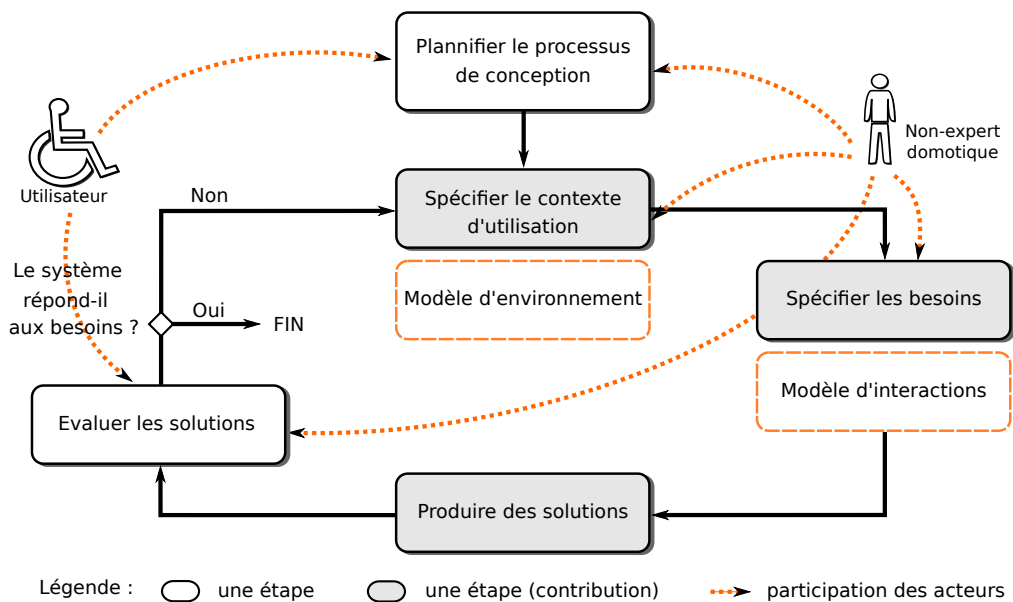 Plannifier le processus
de conception
Non-expert
domotique
Utilisateur
Non
Spécifier le contexte
d'utilisation
Le système
répond-il
aux besoins ?
Oui
FIN
Modèle d'environnement
Spécifier les besoins
Modèle d'interactions
Evaluer les solutions
Produire des solutions
Légende :
une étape
une étape (contribution)
participation des acteurs